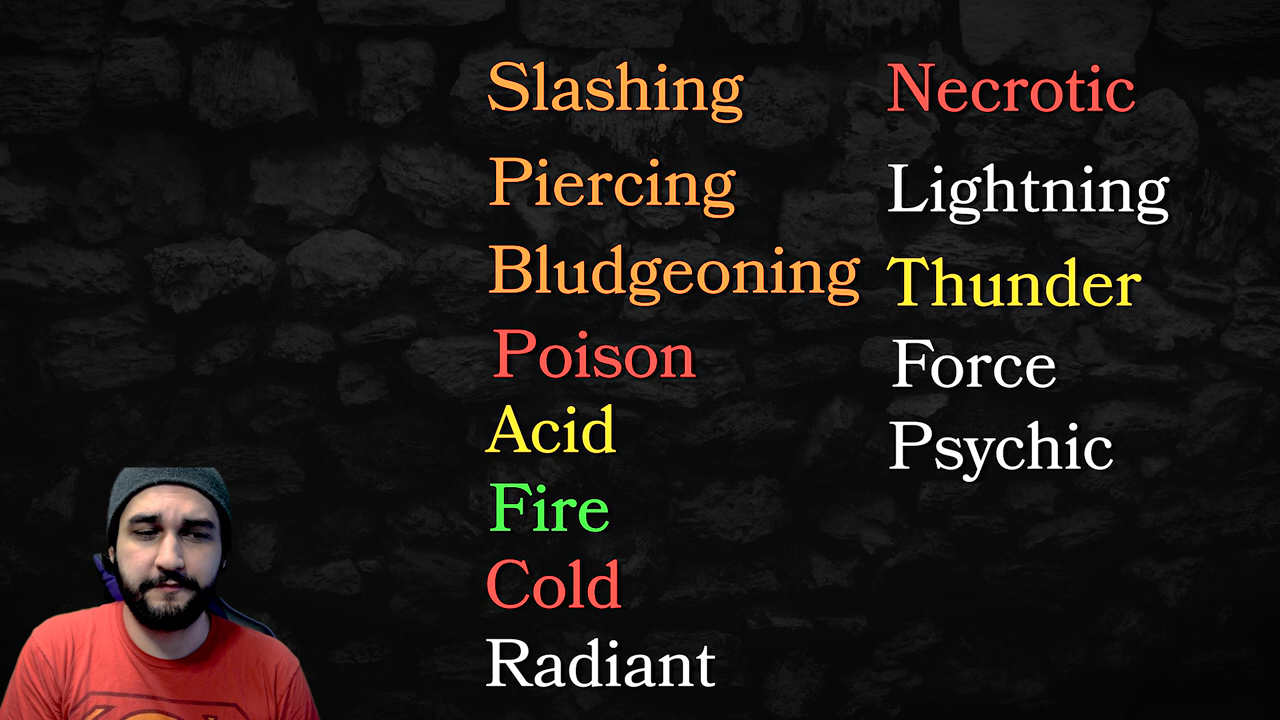 Slashing
Piercing
Bludgeoning
Poison
Acid
Fire
Cold
Radiant
Necrotic
Lightning
Thunder
Force
Psychic